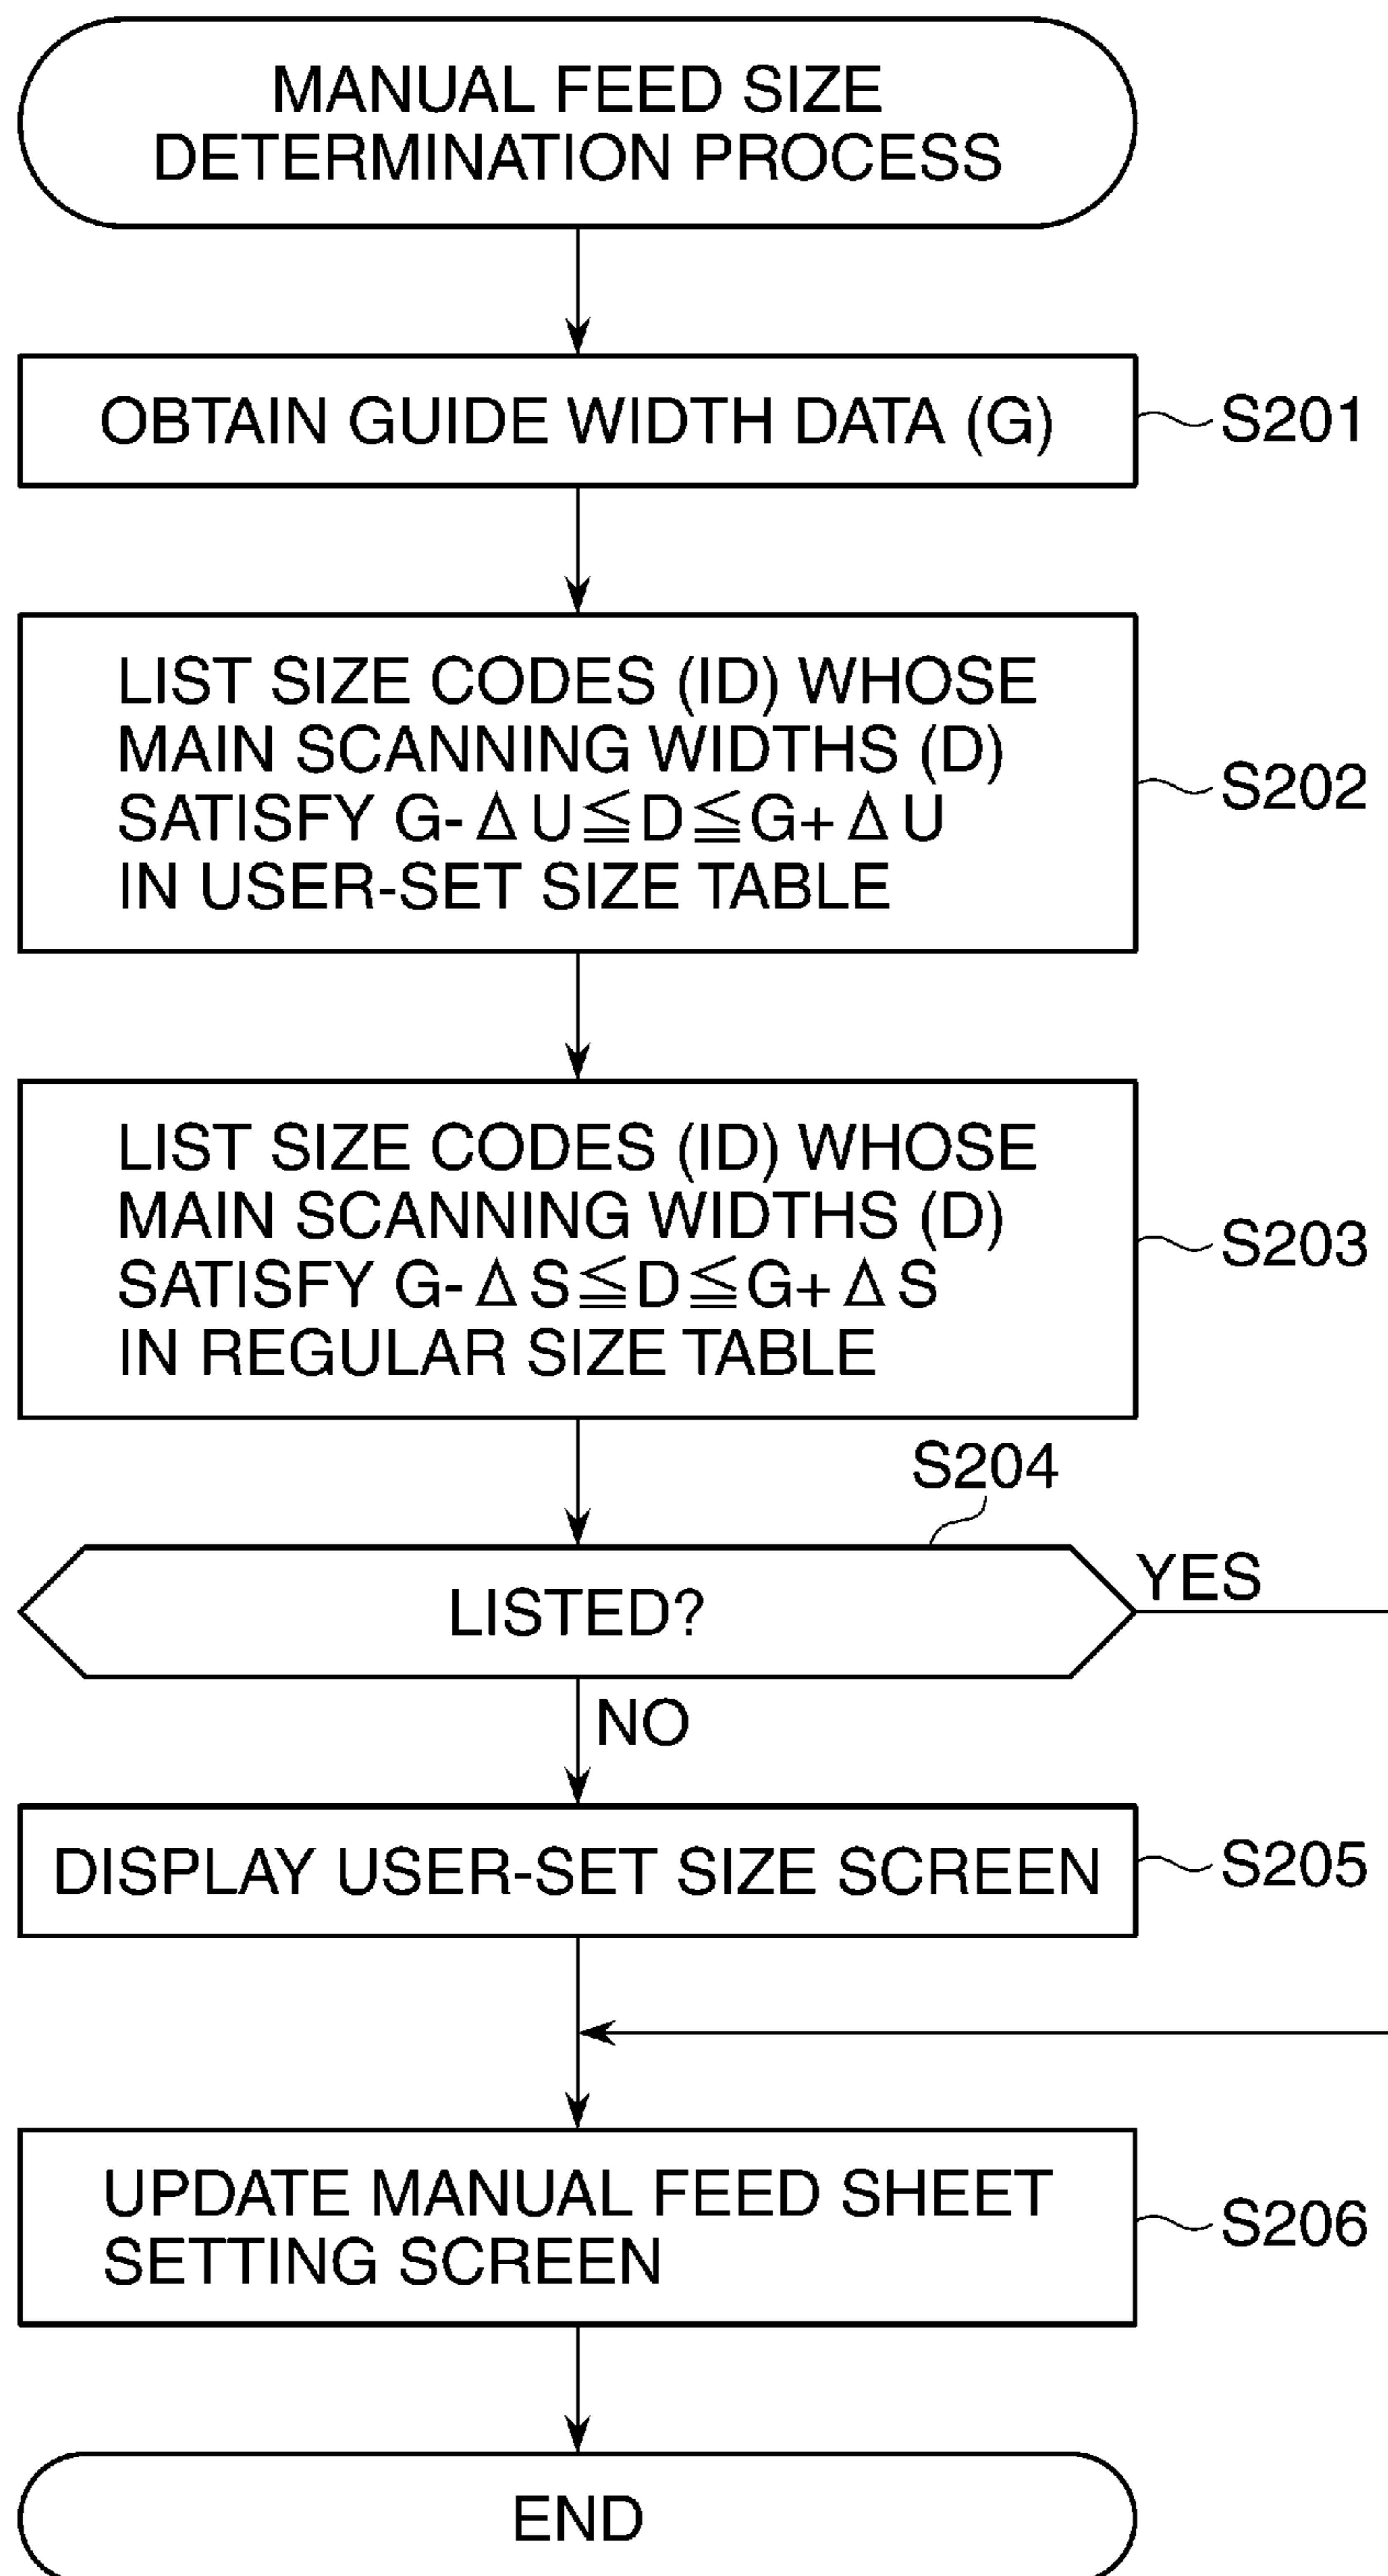 MANUAL FEED SIZE
DETERMINATION PROCESS
OBTAIN GUIDE WIDTH DATA (G)
S201
LIST SIZE CODES (ID) WHOSE
MAIN SCANNING WIDTHS (D)
SATISFY G-ΔU≦D≦G+ΔU
IN USER-SET SIZE TABLE
S202
LIST SIZE CODES (ID) WHOSE
MAIN SCANNING WIDTHS (D)
SATISFY G-ΔS≦D≦G+ΔS
IN REGULAR SIZE TABLE
S203
S204
LISTED?
YES
NO
DISPLAY USER-SET SIZE SCREEN
S205
UPDATE MANUAL FEED SHEET
SETTING SCREEN
S206
END